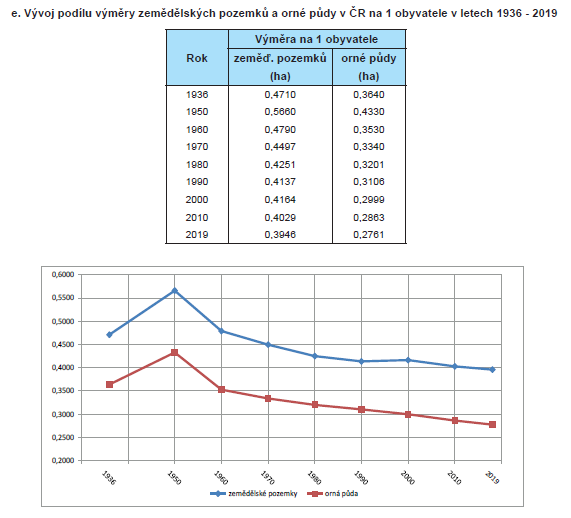 e. Vývoj podílu výměry zemědělských pozemků a orné půdy v ČR na 1 obyvatele v letech 1936 - 2019
Rok Výměra na 1 obyvatele
zeměď. pozemků (ha) orné půdy (ha)
1936 0,4710 0,3640
1950 0,5660 0,4330
1960 0,4790 0,3530
1970 0,4497 0,3340
1980 0,4251 0,3201
1990 0,4137 0,3106
2000 0,4164 0,2999
2010 0,4029 0,2863
2019 0,3946 0,2761
0,6000
0,5500
0,5000
0,4500
0,4000
0,3500
0,3000
0,2500
0,2000
1936 1950 1960 1970 1980 1990 2000 2010 2019
zemědělské pozemky orná půda